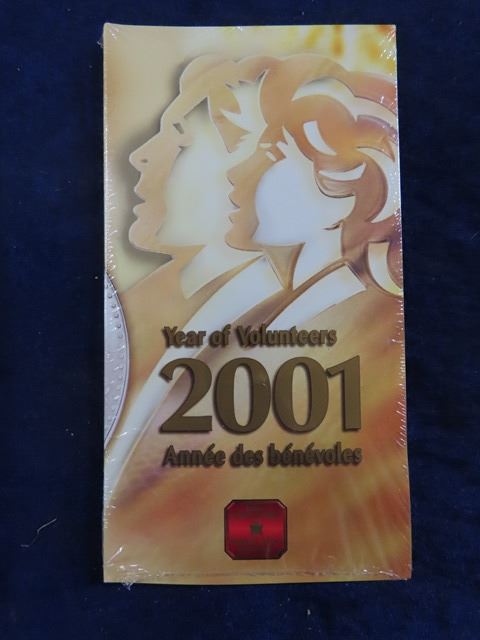 Year of Volunteers
2001
Année des bénévoles